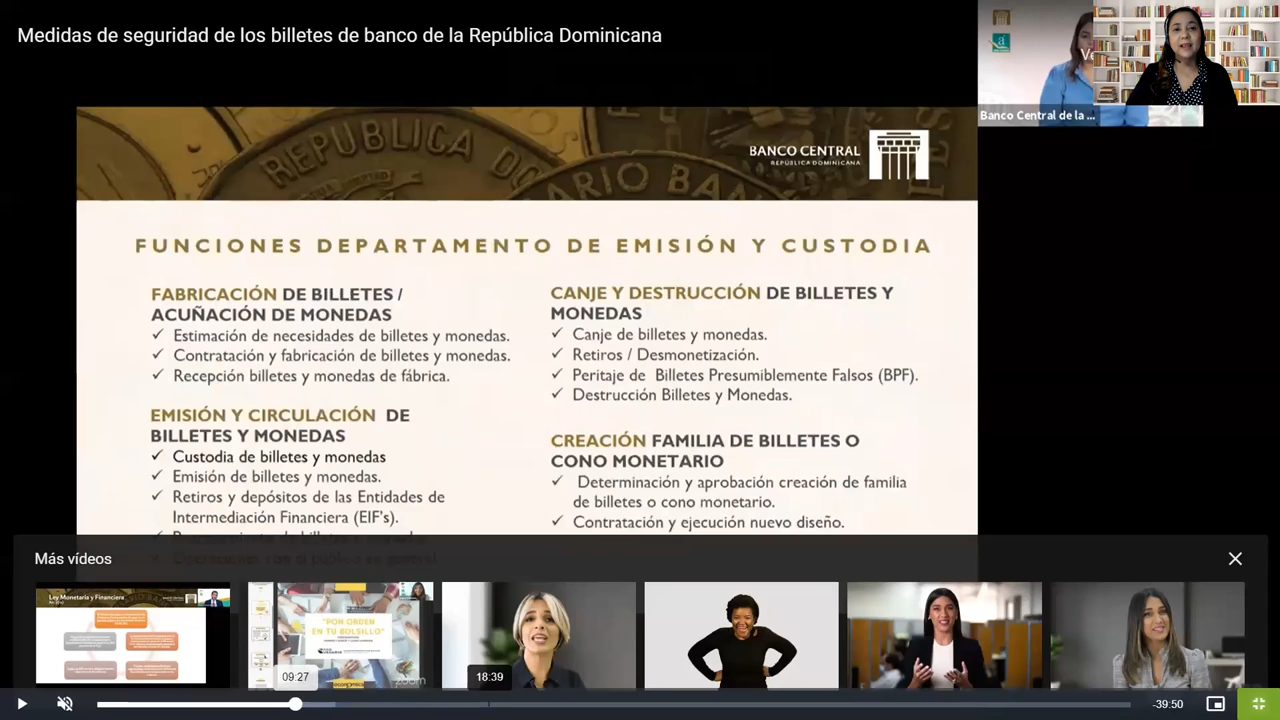 Medidas de seguridad de los billetes de banco de la República Dominicana
Banco Central de la ...
REPUBLICA DOMINICANA
BANCO CENTRAL
REPÚBLICA DOMINICANA
FUNCIONES DEPARTAMENTO DE EMISIÓN Y CUSTODIA
FABRICACIÓN DE BILLETES /
ACUÑACIÓN DE MONEDAS
✓ Estimación de necesidades de billetes y monedas.
✓ Contratación y fabricación de billetes y monedas.
✓ Recepción billetes y monedas de fábrica.
EMISIÓN Y CIRCULACIÓN DE
BILLETES Y MONEDAS
✓ Custodia de billetes y monedas
✓ Emisión de billetes y monedas.
✓ Retiros y depósitos de las Entidades de
Intermediación Financiera (EIF's).
CANJE Y DESTRUCCIÓN DE BILLETES Y
MONEDAS
✓ Canje de billetes y monedas.
✓ Retiros / Desmonetización.
✓ Peritaje de Billetes Presumiblemente Falsos (BPF).
✓ Destrucción Billetes y Monedas.
CREACIÓN FAMILIA DE BILLETES O
CONO MONETARIO
✓ Determinación y aprobación creación de familia
de billetes o cono monetario.
✓ Contratación y ejecución nuevo diseño.
Más vídeos
Ley Monetaria y Financiera
"POR ORDEN
EN TU BOLSILLO"
zoom
09:27
18:39
-39:50